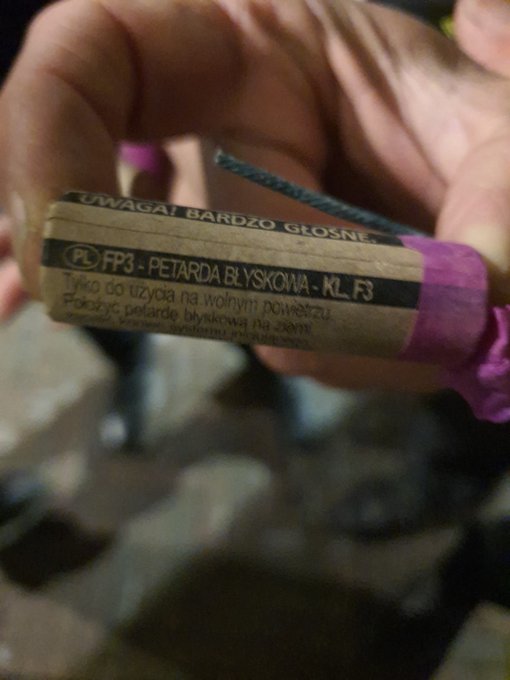 UWAGA! BARDZO GŁOŚNE.
PL FP3 - PETARDA BŁYSKOWA - KL. F3
Tylko do użycia na wolnym powietrzu.
Położyć petardę błyskową na ziemi